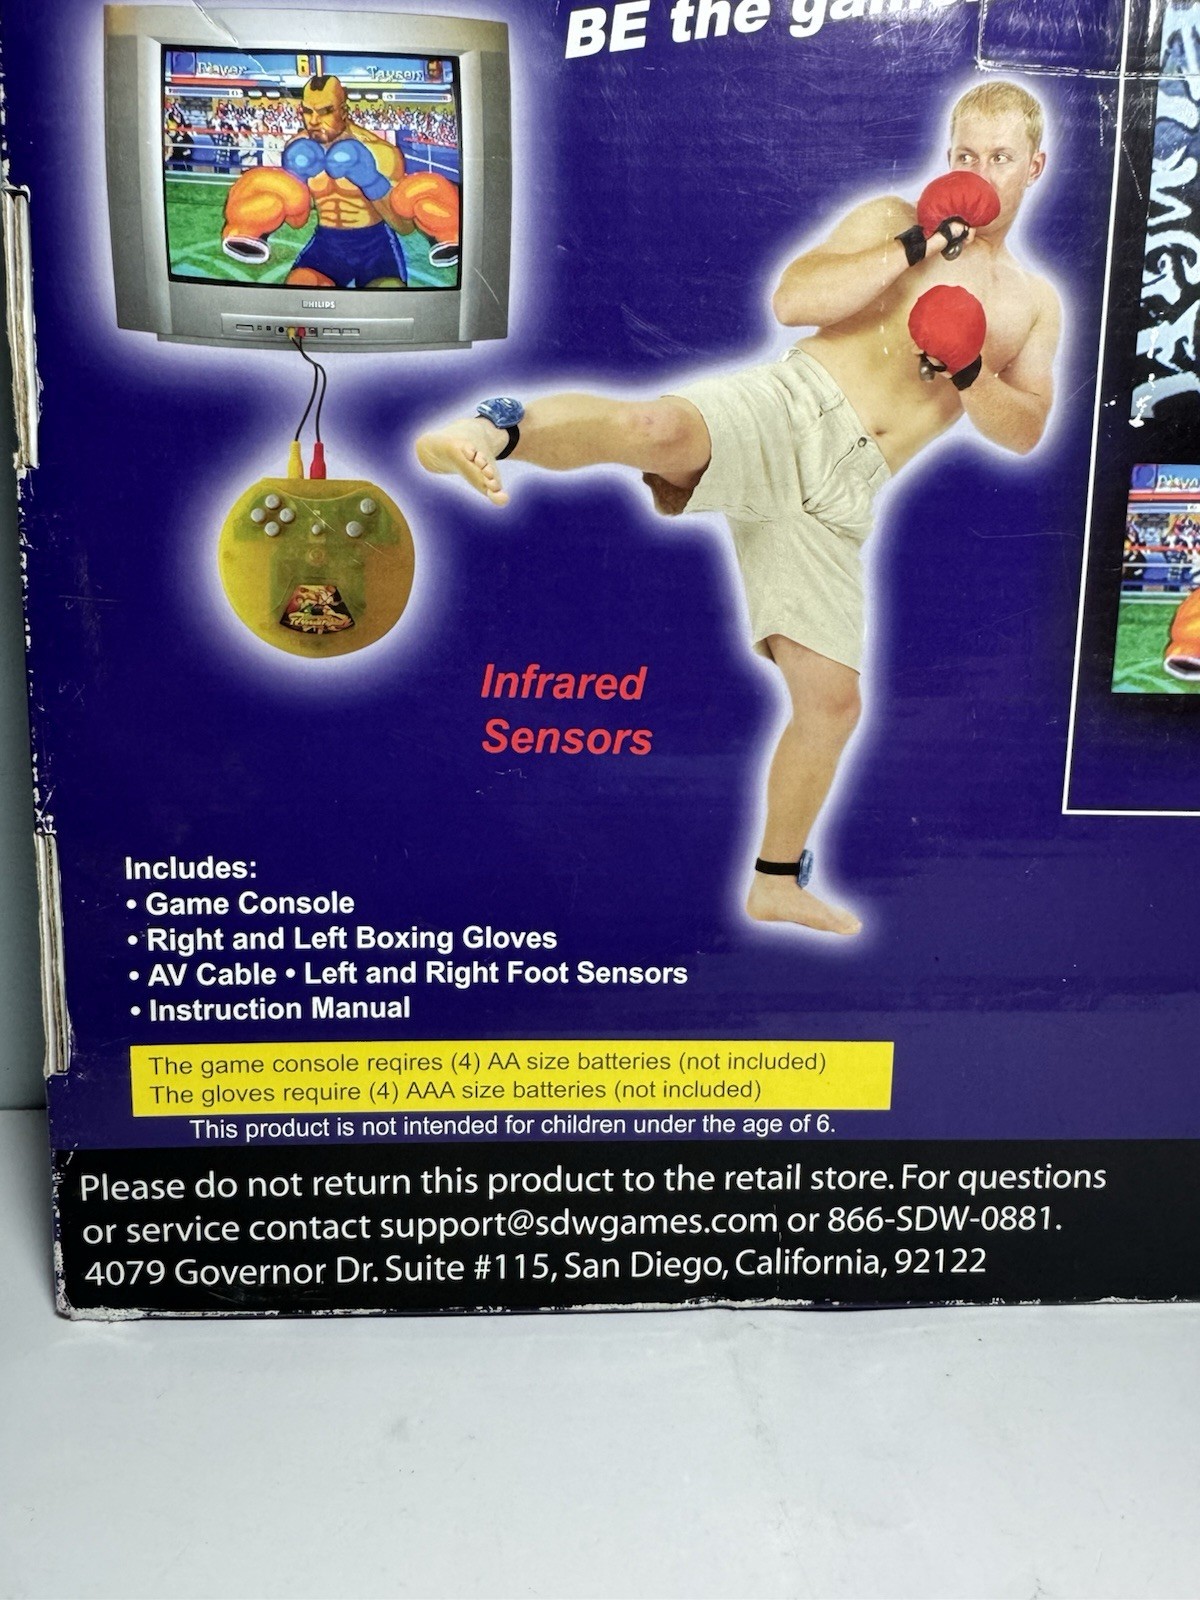 BE the game
Player
Taysen
PHILIPS
Infrared
Sensors
Includes:
• Game Console
• Right and Left Boxing Gloves
• AV Cable • Left and Right Foot Sensors
• Instruction Manual
The game console reqires (4) AA size batteries (not included)
The gloves require (4) AAA size batteries (not included)
This product is not intended for children under the age of 6.
Please do not return this product to the retail store. For questions
or service contact support@sdwgames.com or 866-SDW-0881.
4079 Governor Dr. Suite #115, San Diego, California, 92122